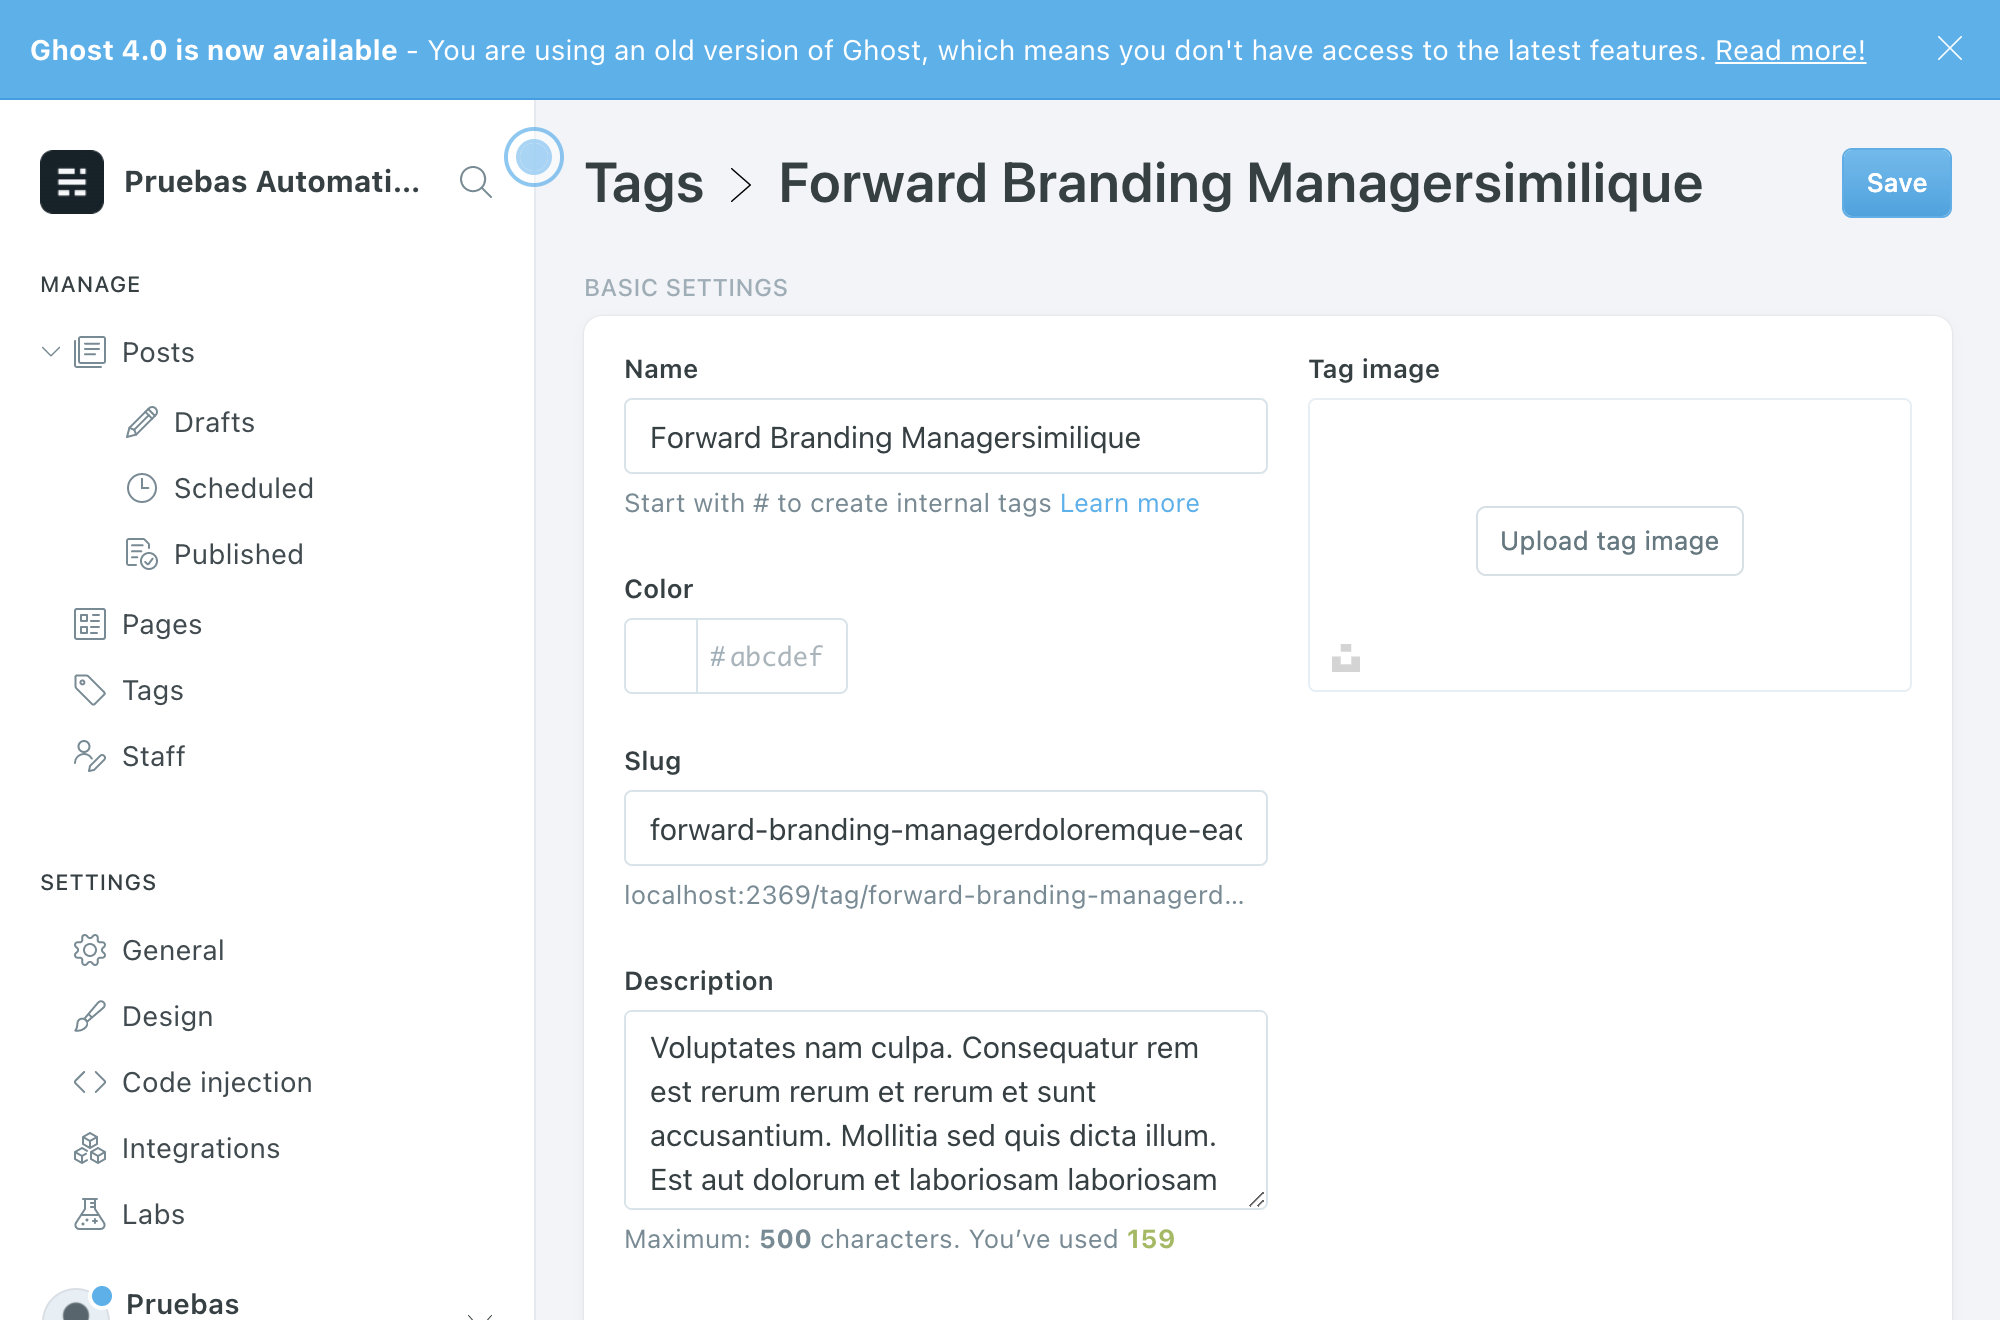 Ghost 4.0 is now available - You are using an old version of Ghost, which means you don't have access to the latest features. Read more!
Pruebas Automati...
MANAGE
Posts
Drafts
Scheduled
Published
Pages
Tags
Staff
SETTINGS
General
Design
Code injection
Integrations
Labs
Pruebas
Tags > Forward Branding Managersimilique
Save
BASIC SETTINGS
Name
Forward Branding Managersimilique
Start with # to create internal tags Learn more
Color
#abcdef
Slug
forward-branding-managerdoloremque-eac
localhost:2369/tag/forward-branding-managerd...
Description
Voluptates nam culpa. Consequatur rem
est rerum rerum et rerum et sunt
accusantium. Mollitia sed quis dicta illum.
Est aut dolorum et laboriosam laboriosam
Maximum: 500 characters. You’ve used 159
Tag image
Upload tag image